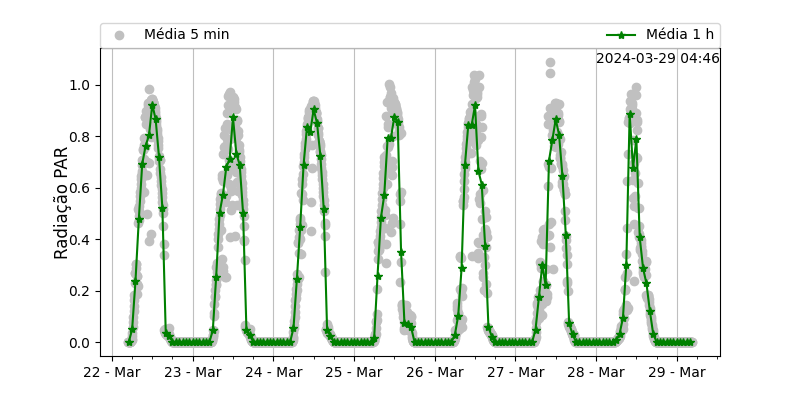 Média 5 min
Média 1 h
2024-03-29 04:46
Radiação PAR
1.0
0.8
0.6
0.4
0.2
0.0
22 - Mar
23 - Mar
24 - Mar
25 - Mar
26 - Mar
27 - Mar
28 - Mar
29 - Mar